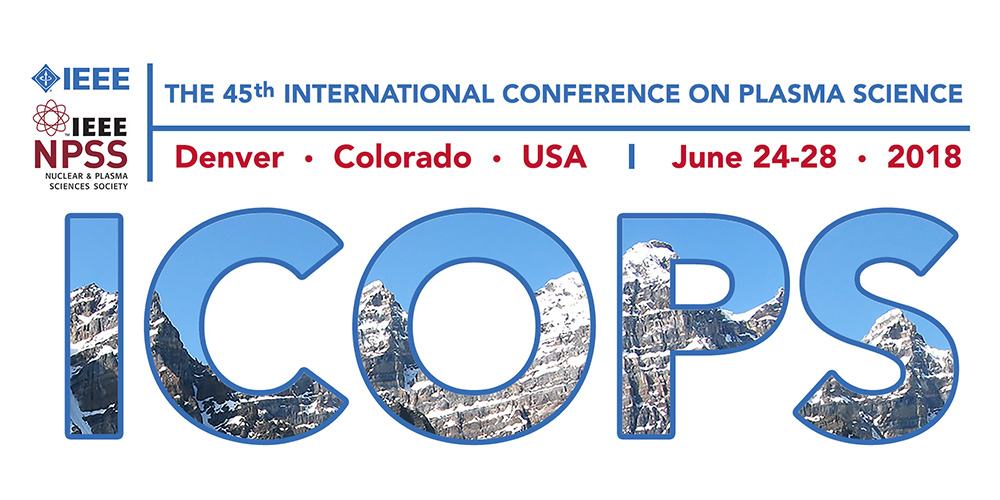 IEEE
IEEE
NPSS
NUCLEAR & PLASMA
SCIENCES SOCIETY
THE 45th INTERNATIONAL CONFERENCE ON PLASMA SCIENCE
Denver • Colorado • USA | June 24-28 • 2018
ICOPS